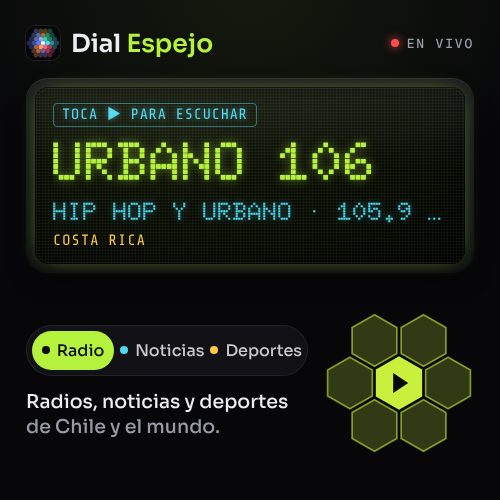 Dial Espejo
EN VIVO
TOCA ▶ PARA ESCUCHAR
URBANO 106
HIP HOP Y URBANO · 105.9 …
COSTA RICA
Radio
Noticias
Deportes
Radios, noticias y deportes
de Chile y el mundo.